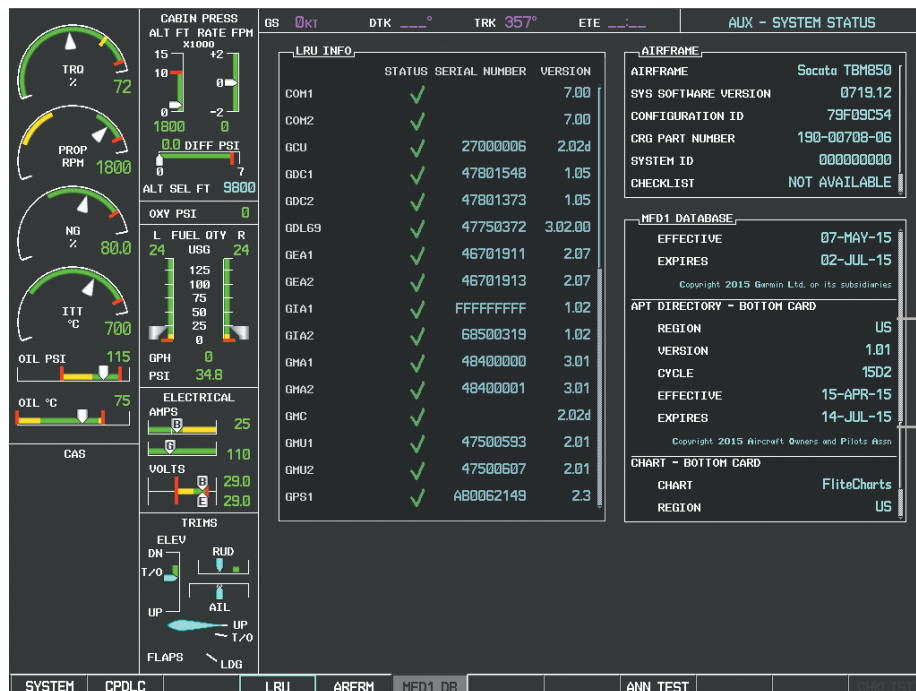 GS 0KT DTK ___° TRK 357° ETE __:__ AUX – SYSTEM STATUS
TRQ
%
72
PROP
RPM
1800
NG
%
80.0
ITT
°C
700
OIL PSI 115
OIL °C 75
CAS
CABIN PRESS
ALT FT RATE FPM
X1000
15 +2
10
0
0 -2
1800 0
0.0 DIFF PSI
0 7
ALT SEL FT 9800
OXY PSI 0
L FUEL QTY R
24 USG 24
125
100
75
50
25
0
GPH 0
PSI 34.8
ELECTRICAL
AMPS
B 25
G 110
VOLTS
B 29.0
E 29.0
TRIMS
ELEV
DN RUD
T/O
UP AIL
UP
T/O
FLAPS LDG
LRU INFO
STATUS SERIAL NUMBER VERSION
COM1 ✓ 7.00
COM2 ✓ 7.00
GCU ✓ 27000006 2.02d
GDC1 ✓ 47801548 1.05
GDC2 ✓ 47801373 1.05
GDL69 ✓ 47750372 3.02.00
GEA1 ✓ 46701911 2.07
GEA2 ✓ 46701913 2.07
GIA1 ✓ FFFFFFFFF 1.02
GIA2 ✓ 68500319 1.02
GMA1 ✓ 48400000 3.01
GMA2 ✓ 48400001 3.01
GMC ✓ 2.02d
GMU1 ✓ 47500593 2.01
GMU2 ✓ 47500607 2.01
GPS1 ✓ AB0062149 2.3
AIRFRAME
AIRFRAME Socata TBM850
SYS SOFTWARE VERSION 0719.12
CONFIGURATION ID 79F09C54
CRG PART NUMBER 190-00708-06
SYSTEM ID 000000000
CHECKLIST NOT AVAILABLE
MFD1 DATABASE
EFFECTIVE 07-MAY-15
EXPIRES 02-JUL-15
Copyright 2015 Garmin Ltd. or its subsidiaries
APT DIRECTORY – BOTTOM CARD
REGION US
VERSION 1.01
CYCLE 15D2
EFFECTIVE 15-APR-15
EXPIRES 14-JUL-15
Copyright 2015 Aircraft Owners and Pilots Assn
CHART – BOTTOM CARD
CHART FliteCharts
REGION US
SYSTEM CPDLC LRU ARFRM MFD1 DB ANN TEST